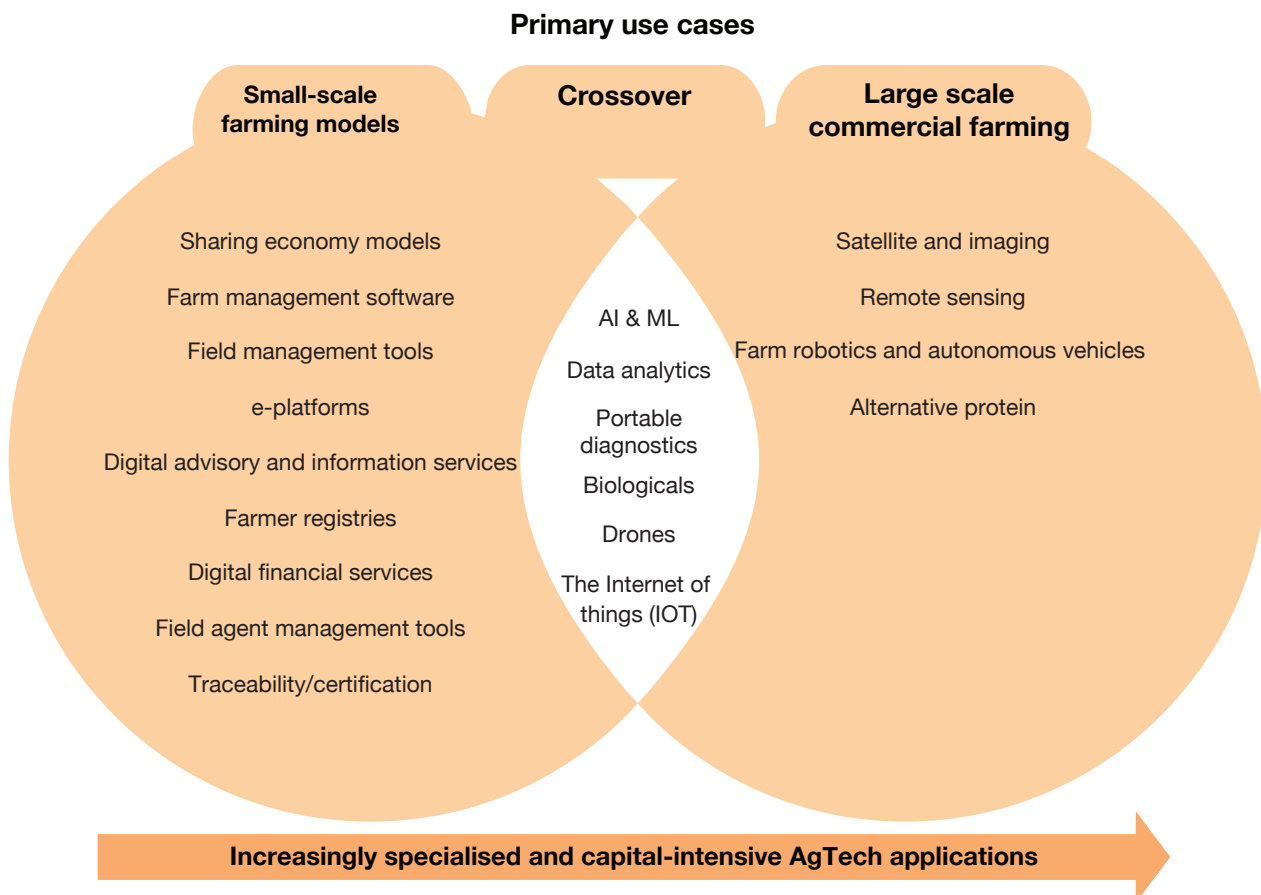 Primary use cases
Small-scale
farming models
Crossover
Large scale
commercial farming
Sharing economy models
Farm management software
Field management tools
e-platforms
Digital advisory and information services
Farmer registries
Digital financial services
Field agent management tools
Traceability/certification
AI & ML
Data analytics
Portable
diagnostics
Biologicals
Drones
The Internet of
things (IOT)
Satellite and imaging
Remote sensing
Farm robotics and autonomous vehicles
Alternative protein
Increasingly specialised and capital-intensive AgTech applications